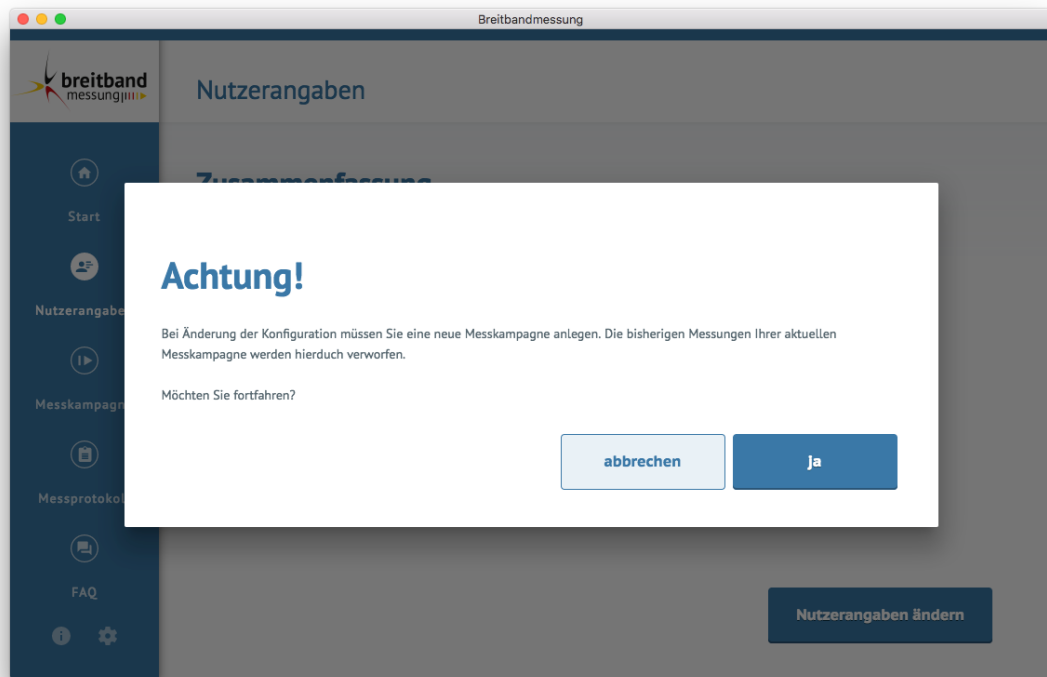 Breitbandmessung
breitband
messung
Nutzerangaben
Zusammenfassung
Start
Nutzerangabe
Messkampagn
Messprotokol
FAQ
Achtung!
Bei Änderung der Konfiguration müssen Sie eine neue Messkampagne anlegen. Die bisherigen Messungen Ihrer aktuellen
Messkampagne werden hierduch verworfen.
Möchten Sie fortfahren?
abbrechen
ja
Nutzerangaben ändern